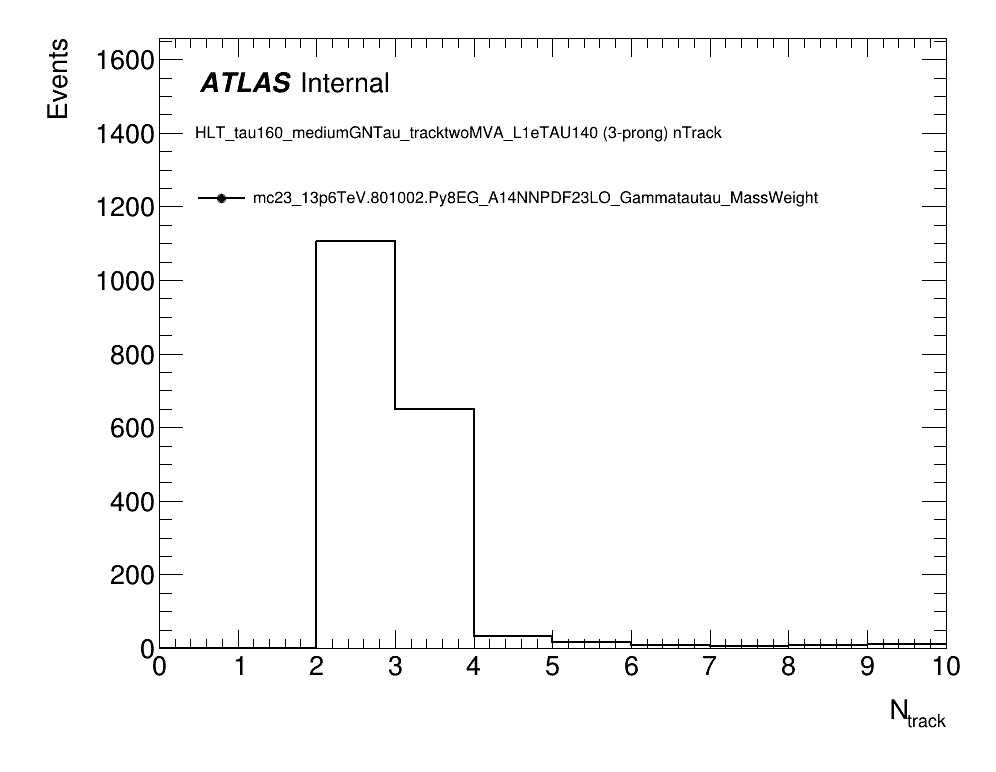 Events
1600
1400
1200
1000
800
600
400
200
0
ATLAS Internal
HLT_tau160_mediumGNTau_tracktwoMVA_L1eTAU140 (3-prong) nTrack
mc23_13p6TeV.801002.Py8EG_A14NNPDF23LO_Gammatautau_MassWeight
0 1 2 3 4 5 6 7 8 9 10
N_track